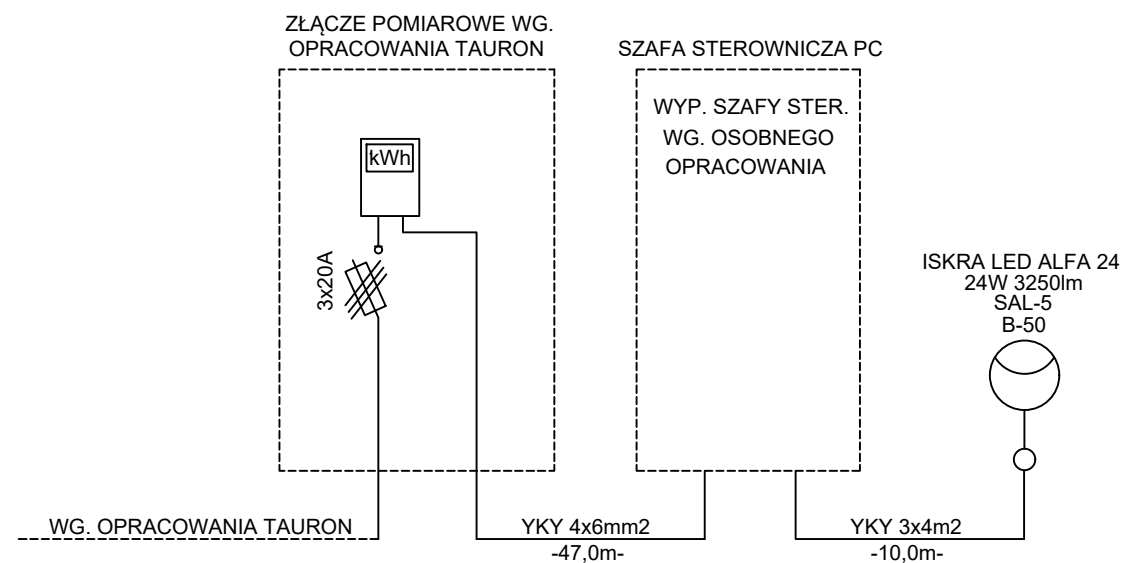 ZŁĄCZE POMIAROWE WG.
OPRACOWANIA TAURON
SZAFA STEROWNICZA PC
WYP. SZAFY STER.
WG. OSOBNEGO
OPRACOWANIA
kWh
3x20A
ISKRA LED ALFA 24
24W 3250lm
SAL-5
B-50
WG. OPRACOWANIA TAURON
YKY 4x6mm2
-47,0m-
YKY 3x4m2
-10,0m-